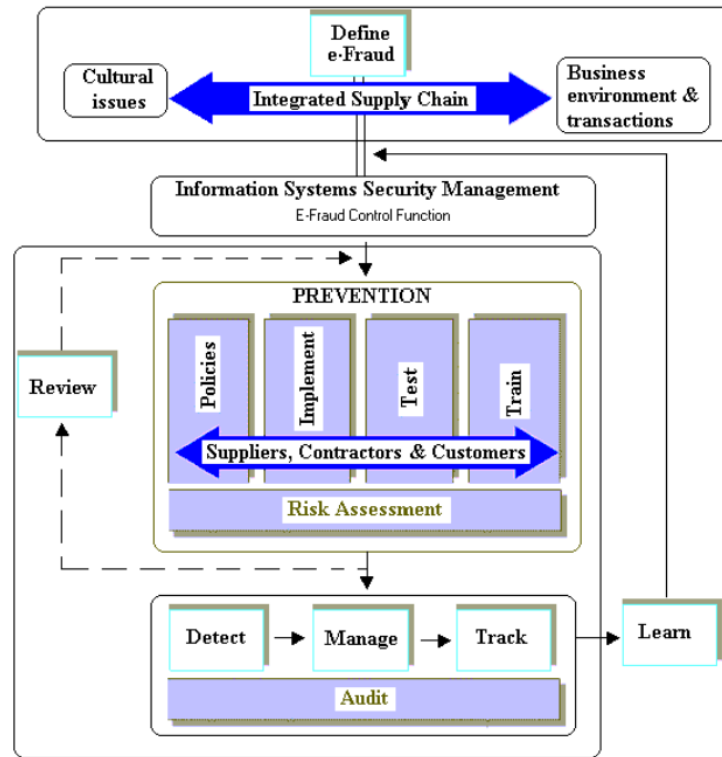 Define
e-Fraud
Cultural
issues
Integrated Supply Chain
Business
environment &
transactions
Information Systems Security Management
E-Fraud Control Function
PREVENTION
Review
Policies
Implement
Test
Train
Suppliers, Contractors & Customers
Risk Assessment
Detect
Manage
Track
Learn
Audit